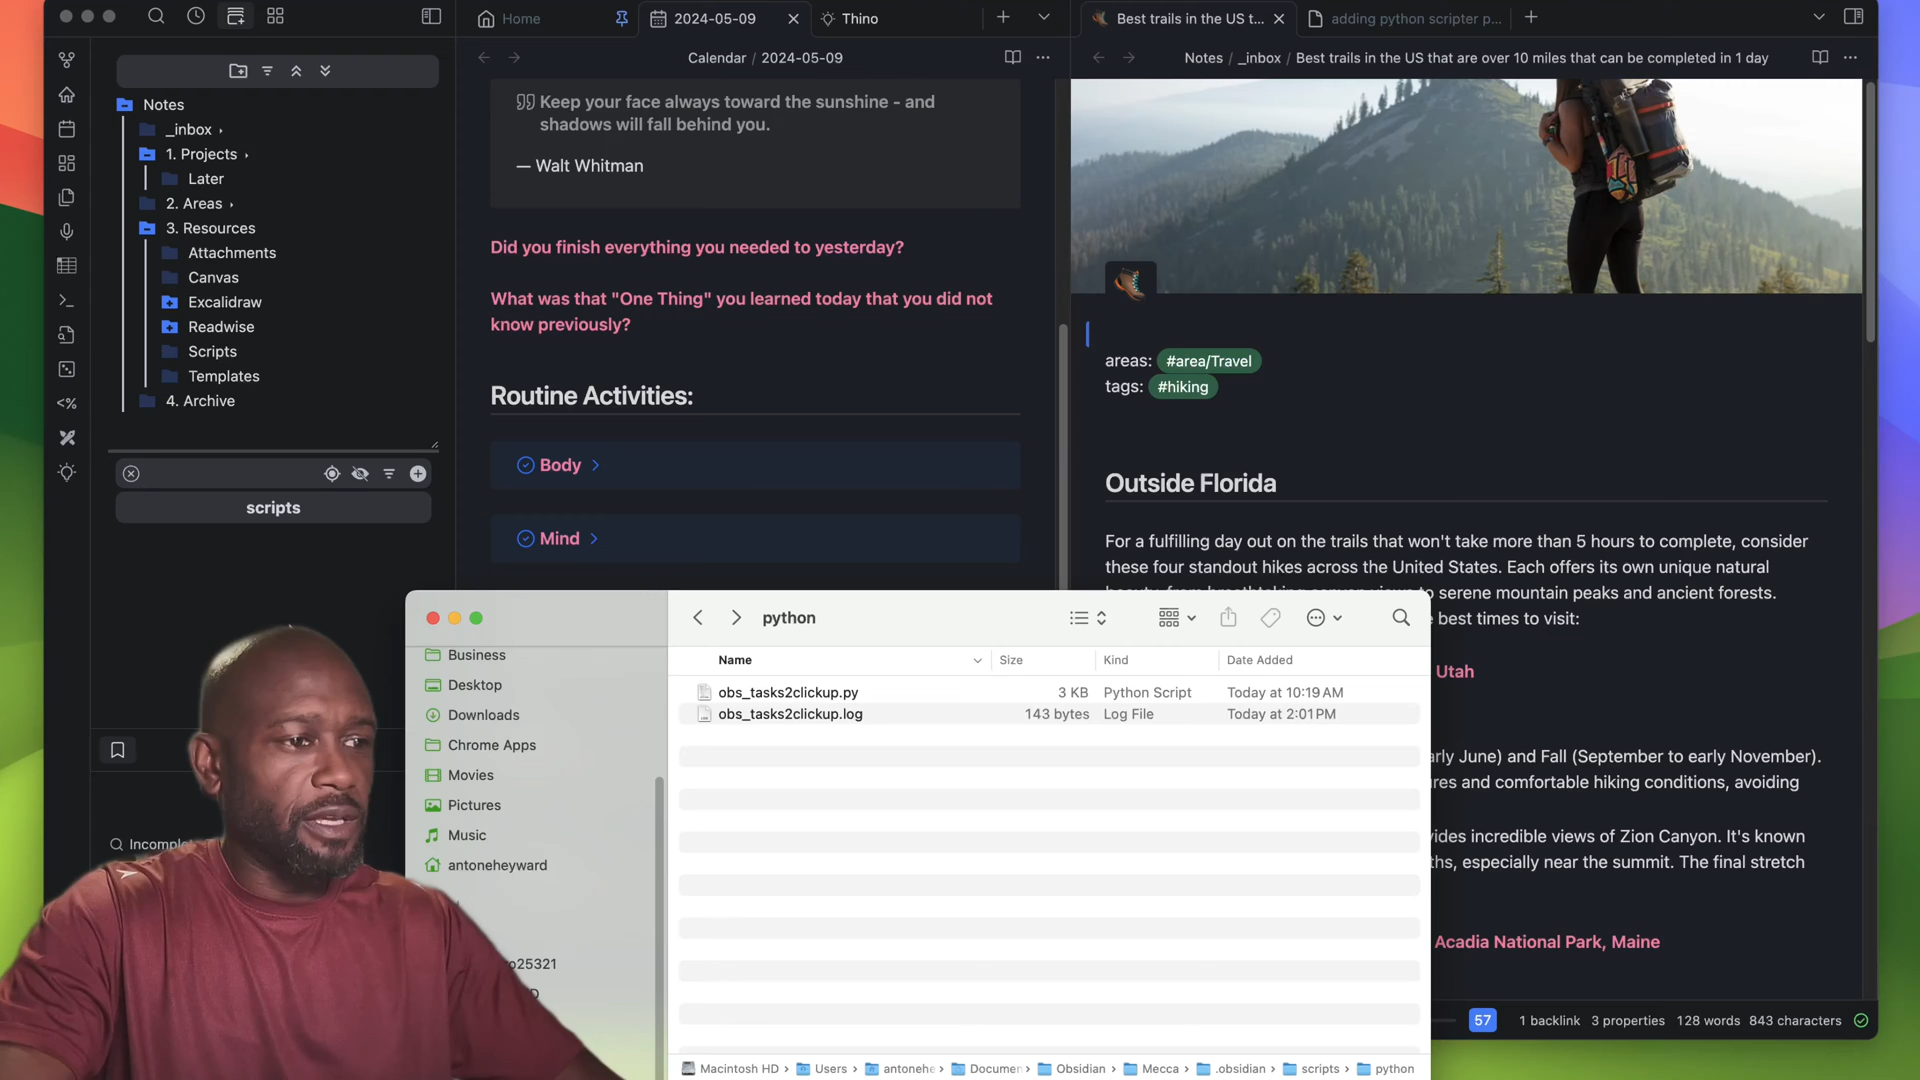 Home
2024-05-09
Thino
Best trails in the US t...
adding python scripter p...
Calendar / 2024-05-09
Notes / _inbox / Best trails in the US that are over 10 miles that can be completed in 1 day
Notes
_inbox
1. Projects
Later
2. Areas
3. Resources
Attachments
Canvas
Excalidraw
Readwise
Scripts
Templates
4. Archive
scripts
Incomple
Keep your face always toward the sunshine - and
shadows will fall behind you.
— Walt Whitman
Did you finish everything you needed to yesterday?
What was that "One Thing" you learned today that you did not
know previously?
Routine Activities:
Body
Mind
areas: #area/Travel
tags: #hiking
Outside Florida
For a fulfilling day out on the trails that won't take more than 5 hours to complete, consider
these four standout hikes across the United States. Each offers its own unique natural
serene mountain peaks and ancient forests.
best times to visit:
Utah
arly June) and Fall (September to early November).
res and comfortable hiking conditions, avoiding
vides incredible views of Zion Canyon. It's known
ths, especially near the summit. The final stretch
Acadia National Park, Maine
57
1 backlink
3 properties
128 words
843 characters
python
Business
Desktop
Downloads
Chrome Apps
Movies
Pictures
Music
antoneheyward
ro25321
Name
Size
Kind
Date Added
obs_tasks2clickup.py
3 KB
Python Script
Today at 10:19 AM
obs_tasks2clickup.log
143 bytes
Log File
Today at 2:01 PM
Macintosh HD
Users
antonehe
Documen
Obsidian
Mecca
.obsidian
scripts
python